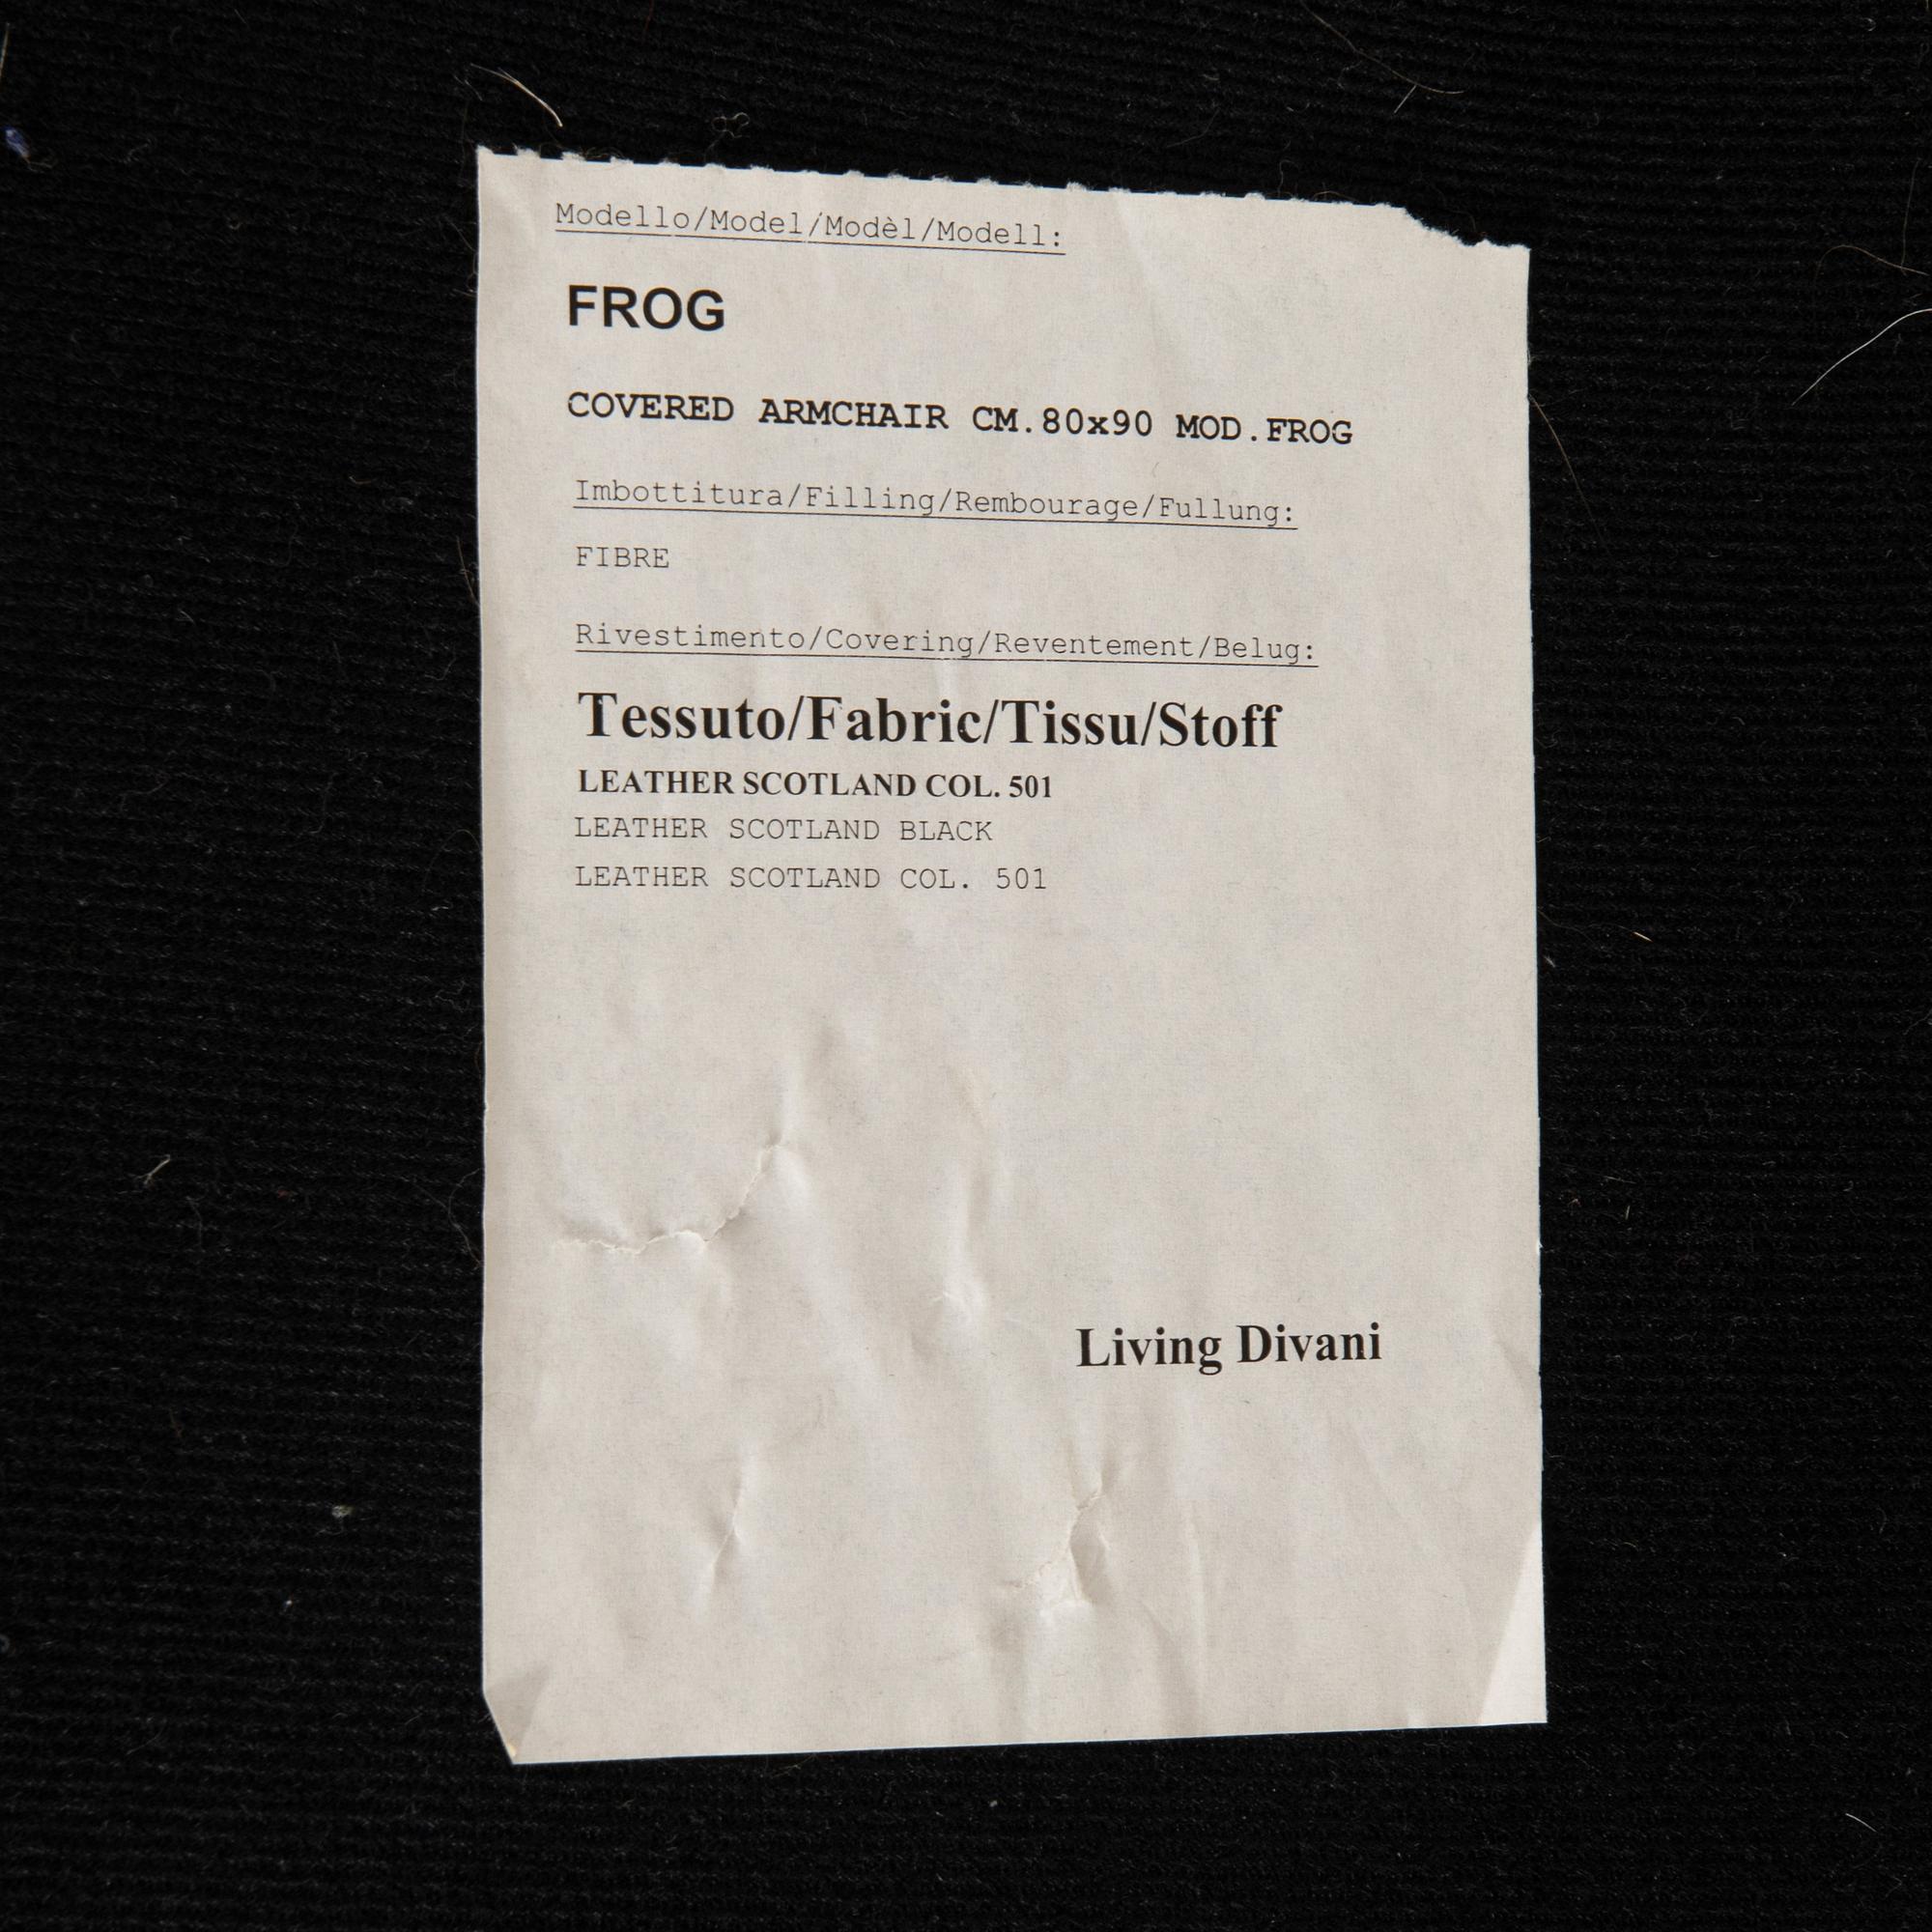 Modello/Model/Modèl/Modell:
FROG
COVERED ARMCHAIR CM.80x90 MOD.FROG
Imbottitura/Filling/Rembourage/Fullung:
FIBRE
Rivestimento/Covering/Reventement/Belug:
Tessuto/Fabric/Tissu/Stoff
LEATHER SCOTLAND COL. 501
LEATHER SCOTLAND BLACK
LEATHER SCOTLAND COL. 501
Living Divani